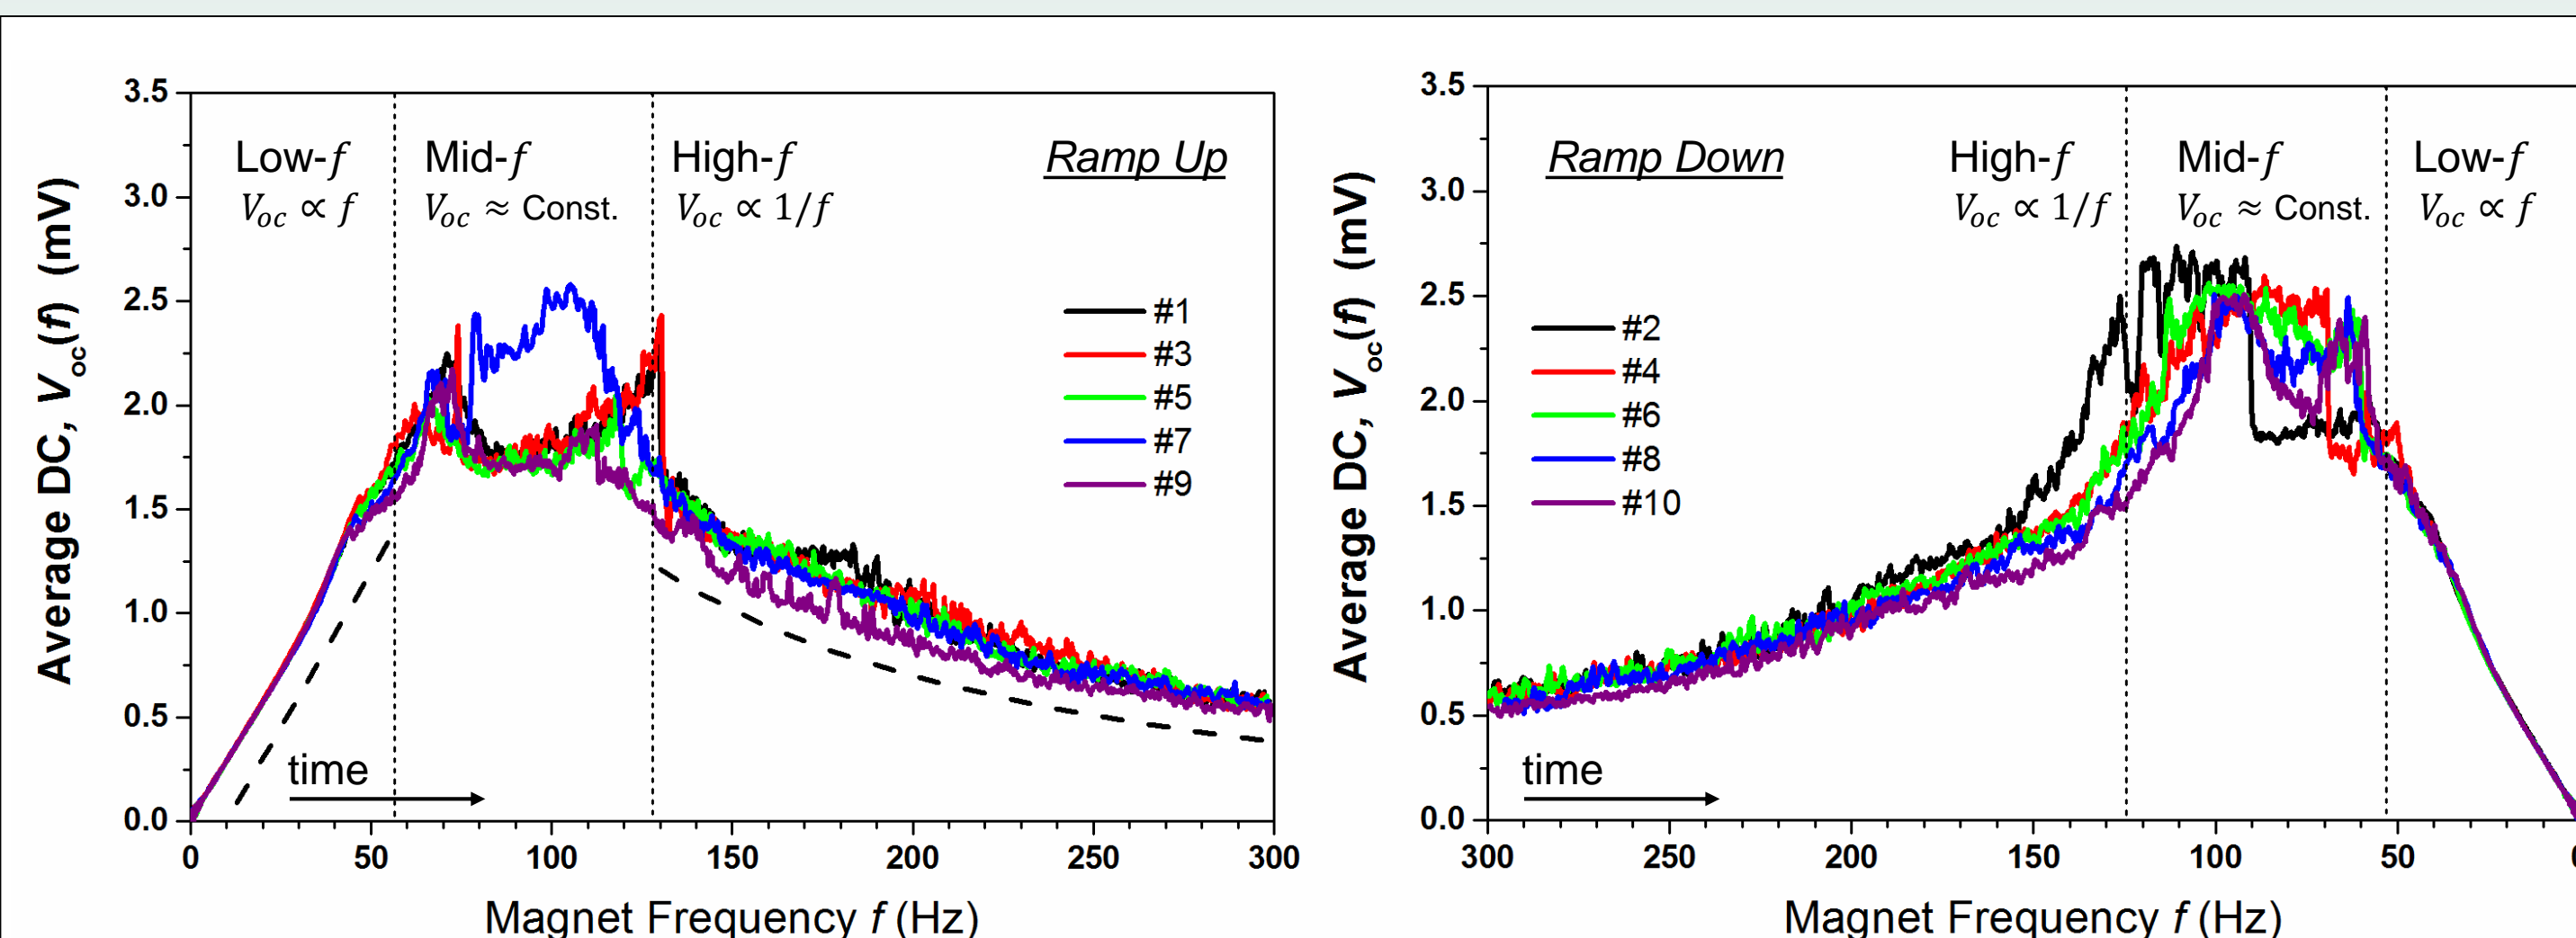 Average DC, Voc(f) (mV)
3.5
3.0
2.5
2.0
1.5
1.0
0.5
0.0
Low-f
Voc ∝ f
Mid-f
Voc ≈ Const.
High-f
Voc ∝ 1/f
Ramp Up
#1
#3
#5
#7
#9
time
0 50 100 150 200 250 300
Magnet Frequency f (Hz)
Average DC, Voc(f) (mV)
3.5
3.0
2.5
2.0
1.5
1.0
0.5
0.0
Ramp Down
High-f
Voc ∝ 1/f
Mid-f
Voc ≈ Const.
Low-f
Voc ∝ f
#2
#4
#6
#8
#10
time
300 250 200 150 100 50
Magnet Frequency f (Hz)